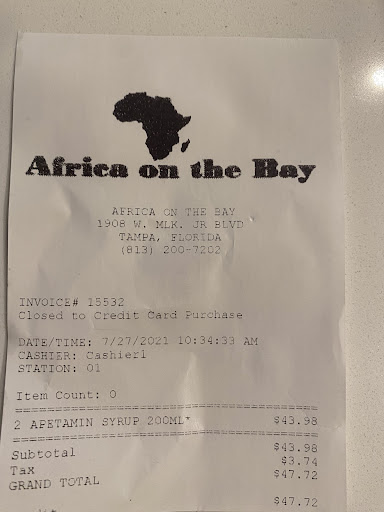 Africa on the Bay
AFRICA ON THE BAY
1908 W. MLK. JR BLVD
TAMPA, FLORIDA
(813) 200-7202
INVOICE# 15532
Closed to Credit Card Purchase
DATE/TIME: 7/27/2021 10:34:33 AM
CASHIER: Cashier1
STATION: 01
Item Count: 0
2 APETAMIN SYRUP 200ML* $43.98
Subtotal $43.98
Tax $3.74
GRAND TOTAL $47.72
$47.72